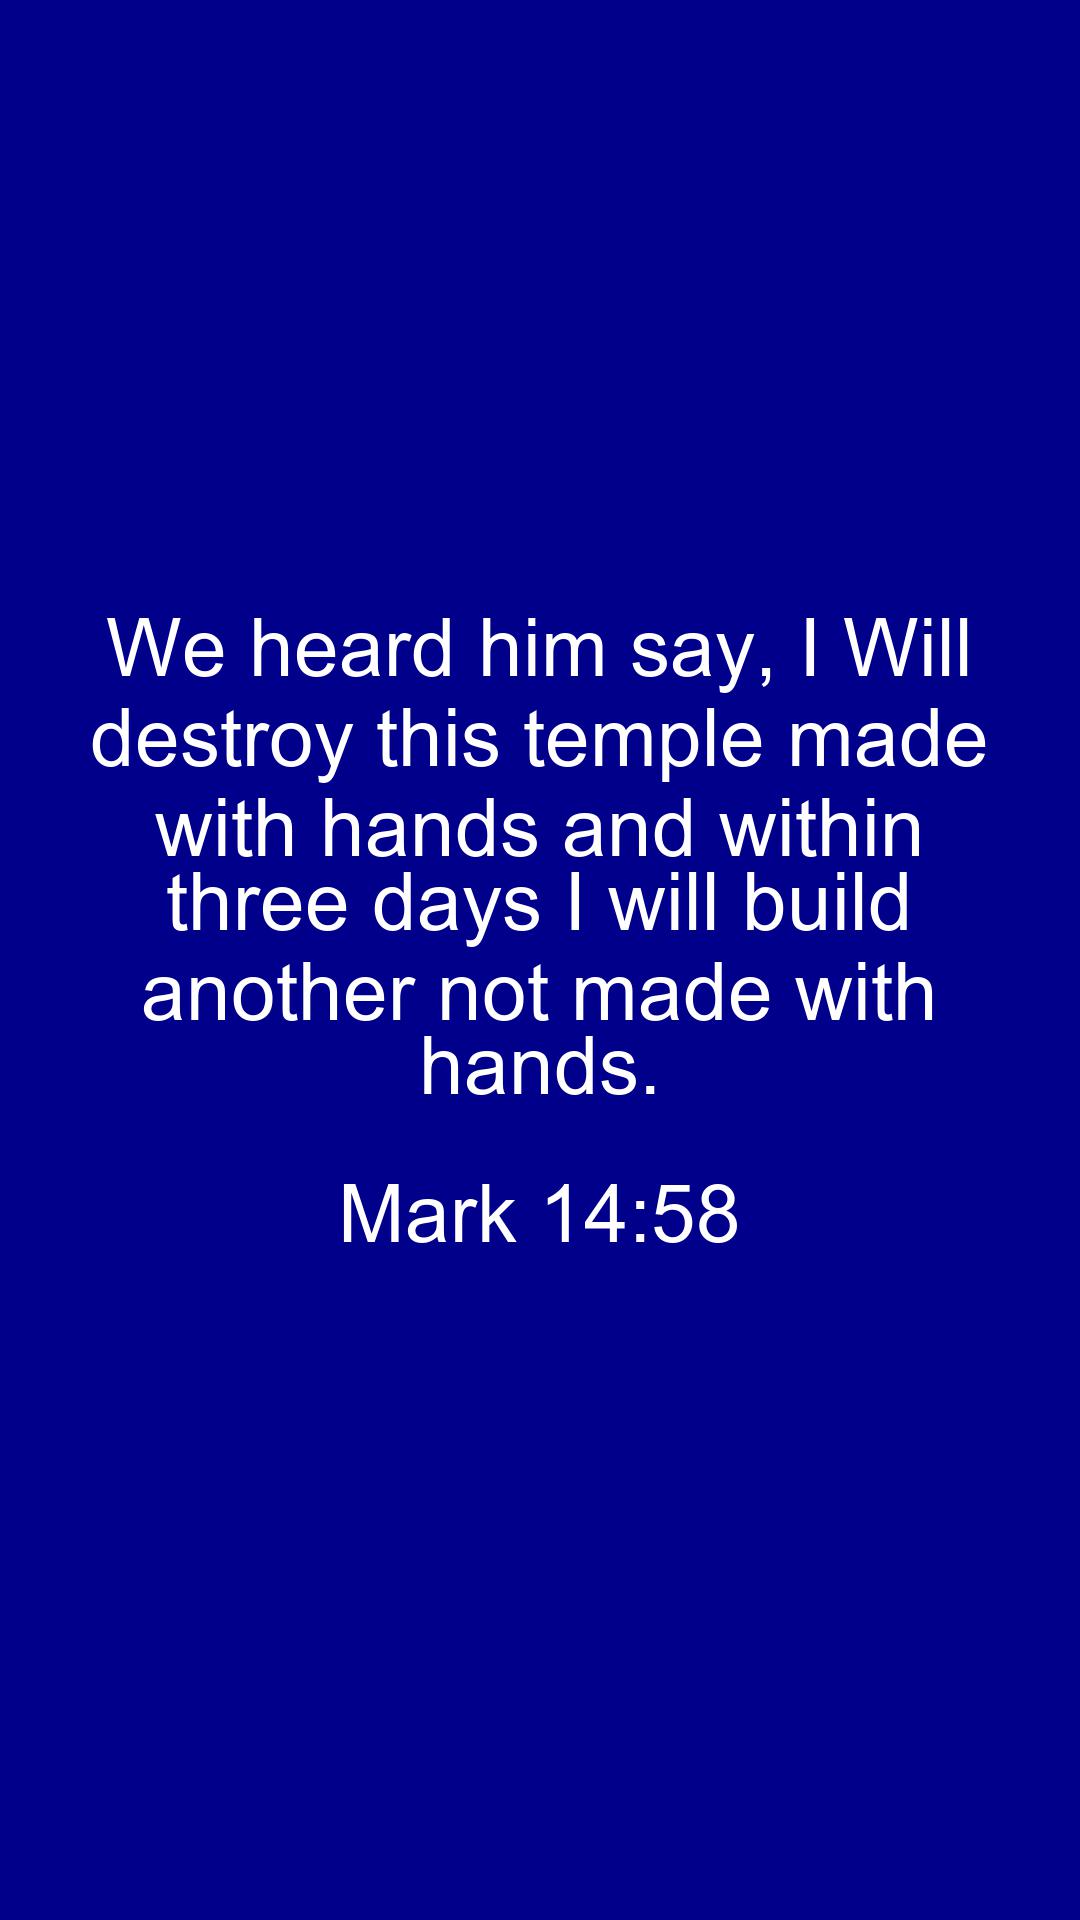 We heard him say, I Will
destroy this temple made
with hands and within
three days I will build
another not made with
hands.
Mark 14:58